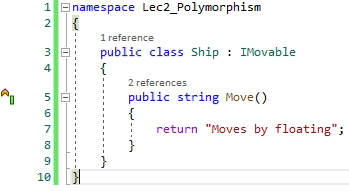 1 namespace Lec2_Polymorphism
2 {
1 reference
3 public class Ship : IMovable
4 {
2 references
5 public string Move()
6 {
7 return "Moves by floating";
8 }
9 }
10 }